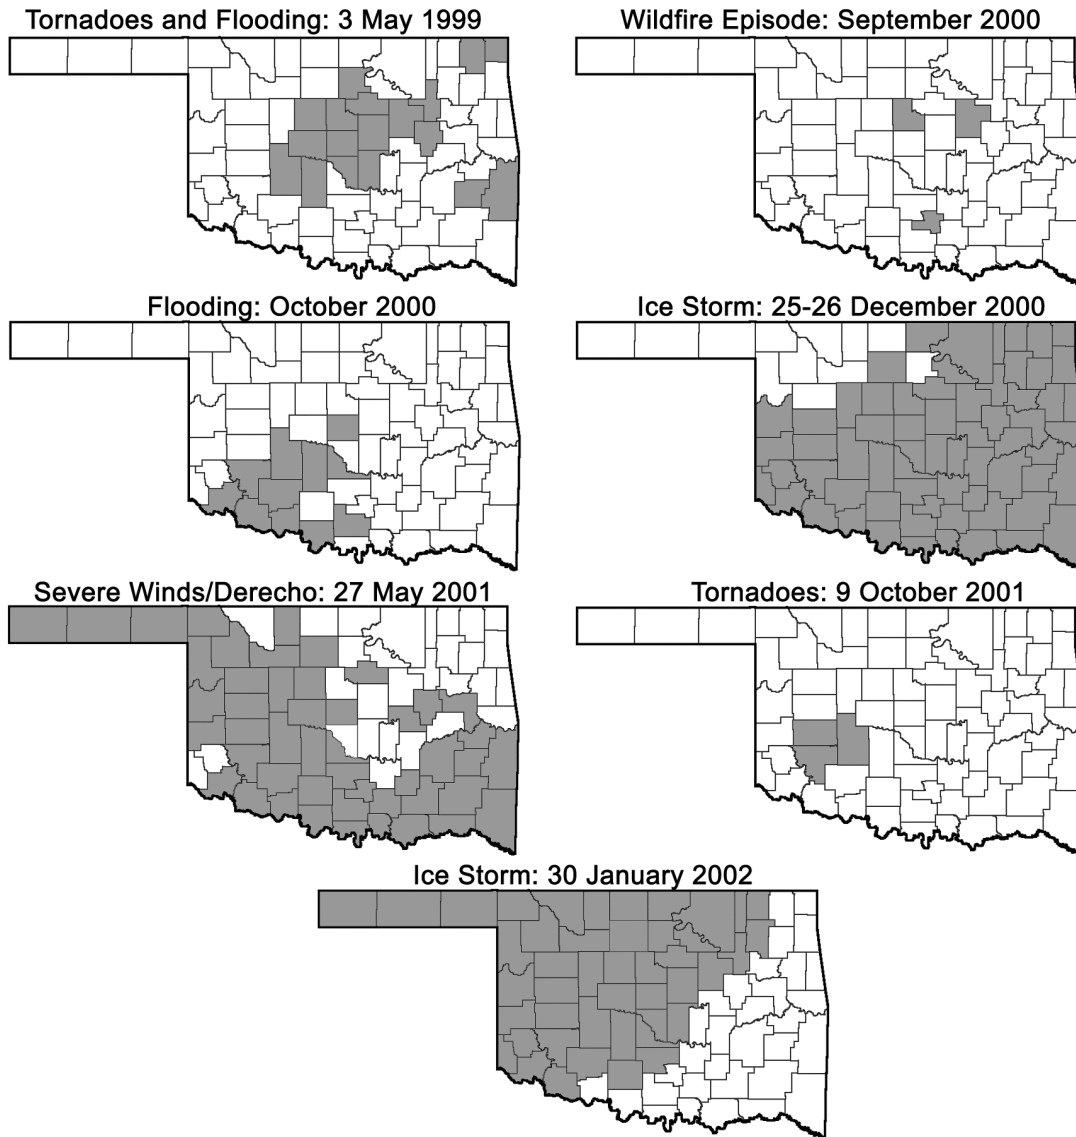 Tornadoes and Flooding: 3 May 1999
Wildfire Episode: September 2000
Flooding: October 2000
Ice Storm: 25-26 December 2000
Severe Winds/Derecho: 27 May 2001
Tornadoes: 9 October 2001
Ice Storm: 30 January 2002